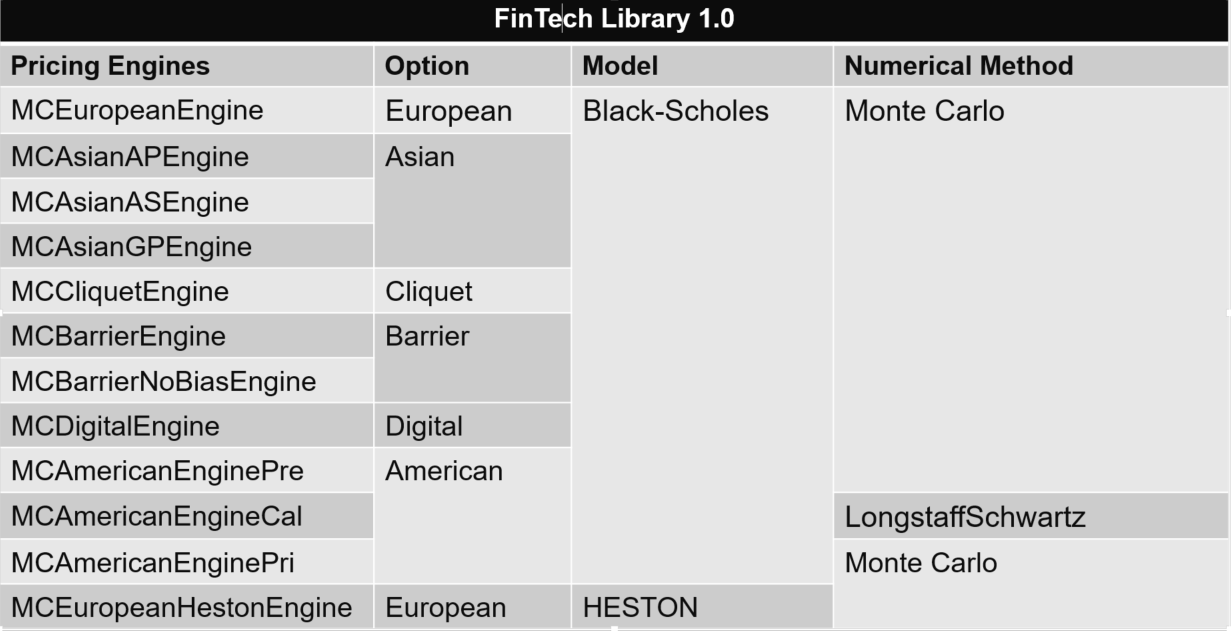 FinTech Library 1.0
Pricing Engines Option Model Numerical Method
MCEuropeanEngine European Black-Scholes Monte Carlo
MCAsianAPEngine Asian
MCAsianASEngine
MCAsianGPEngine
MCCliquetEngine Cliquet
MCBarrierEngine Barrier
MCBarrierNoBiasEngine
MCDigitalEngine Digital
MCAmericanEnginePre American
MCAmericanEngineCal LongstaffSchwartz
MCAmericanEnginePri Monte Carlo
MCEuropeanHestonEngine European HESTON